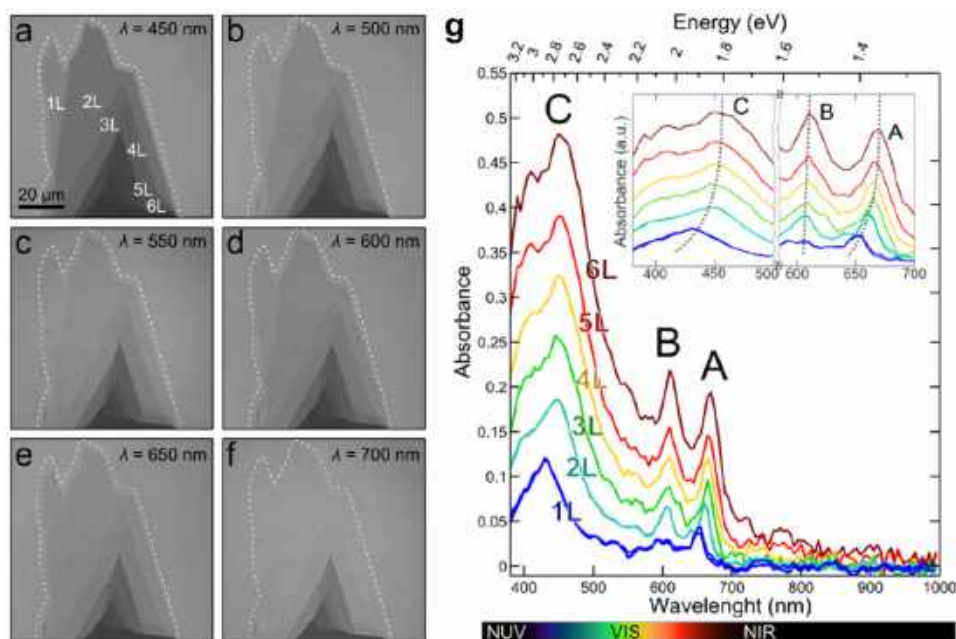 a λ = 450 nm
1L 2L
3L
4L
5L
6L
20 µm
b λ = 500 nm
c λ = 550 nm
d λ = 600 nm
e λ = 650 nm
f λ = 700 nm
g
Energy (eV)
3.2 3 2.8 2.6 2.4 2.2 2 1.8 1.6 1.4
Absorbance
0.55
0.5
0.45
0.4
0.35
0.3
0.25
0.2
0.15
0.1
0.05
0
C
B
A
6L
5L
4L
3L
2L
1L
Absorbance (a.u.)
C
B
A
400 450 500 600 650 700
400 500 600 700 800 900 1000
Wavelenght (nm)
NUV VIS NIR